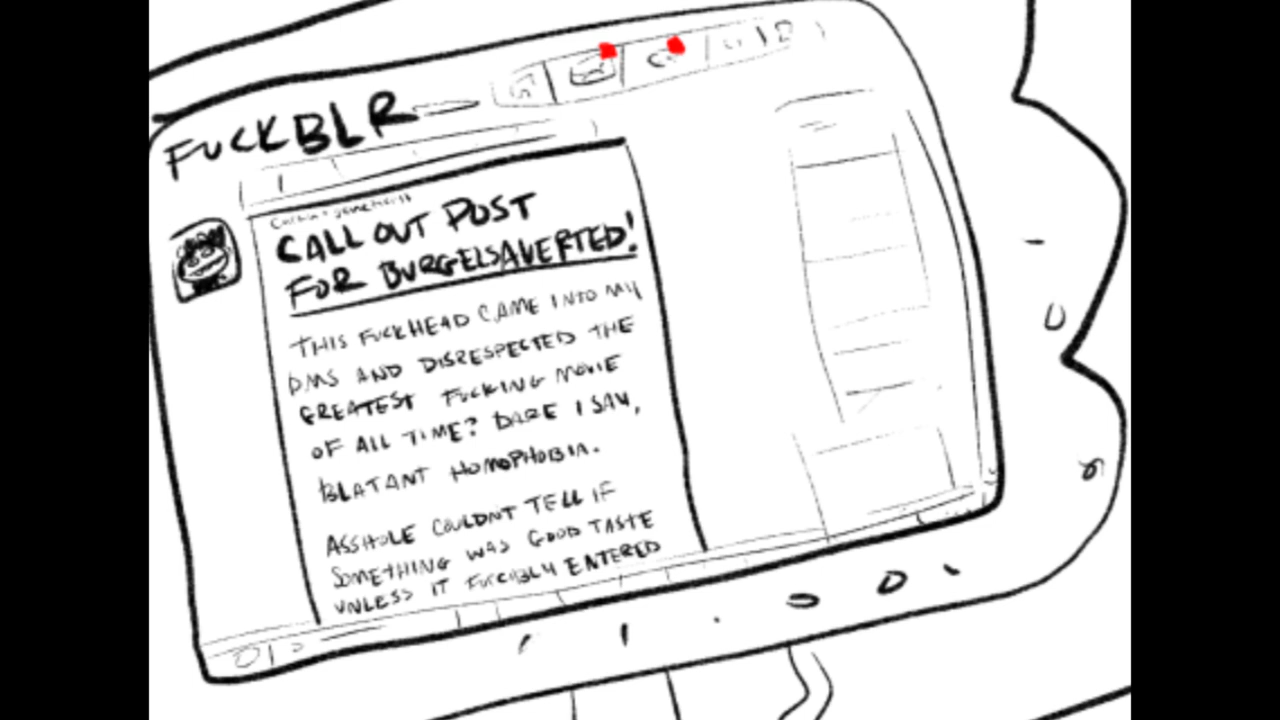 FUCKBLR
CALL OUT POST
FOR BURGELSAVERTED!
THIS FUCKHEAD CAME INTO MY
DMS AND DISRESPECTED THE
GREATEST FUCKING MOVIE
OF ALL TIME? DARE I SAY,
BLATANT HOMOPHOBIA.
ASSHOLE COULDNT TELL IF
SOMETHING WAS GOOD TASTE
UNLESS IT FORCIBLY ENTERED